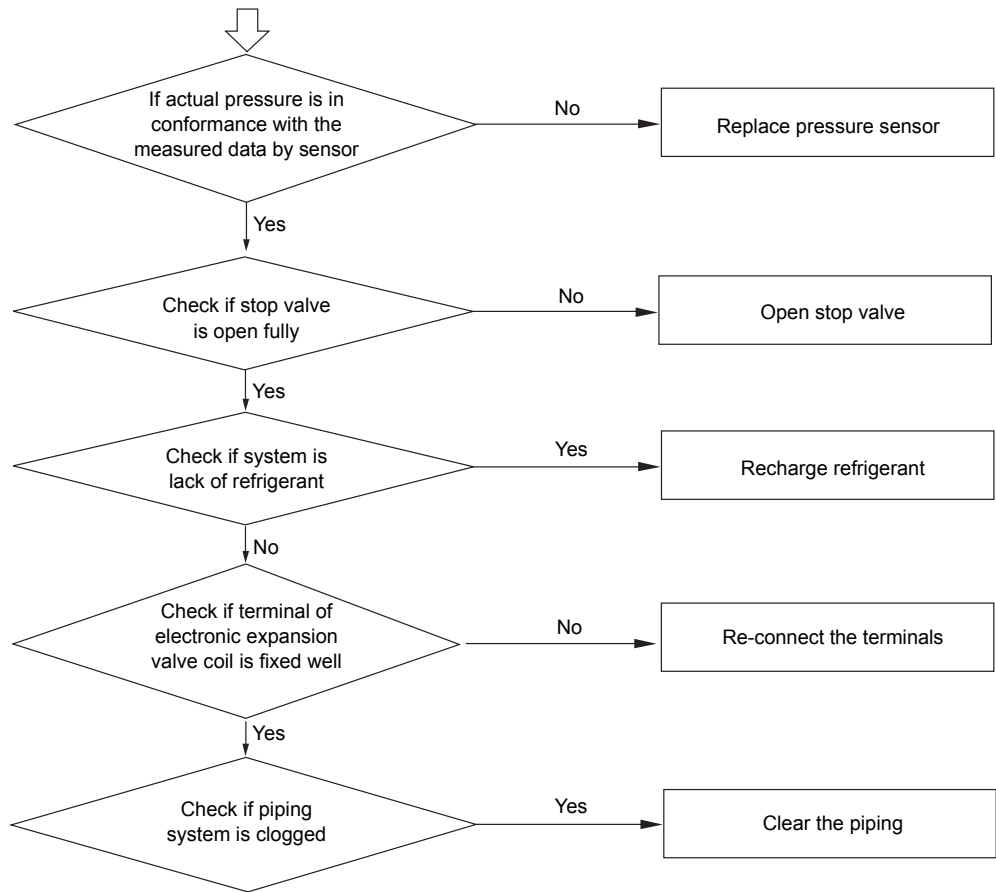 If actual pressure is in
conformance with the
measured data by sensor
No
Replace pressure sensor
Yes
Check if stop valve
is open fully
No
Open stop valve
Yes
Check if system is
lack of refrigerant
Yes
Recharge refrigerant
No
Check if terminal of
electronic expansion
valve coil is fixed well
No
Re-connect the terminals
Yes
Check if piping
system is clogged
Yes
Clear the piping